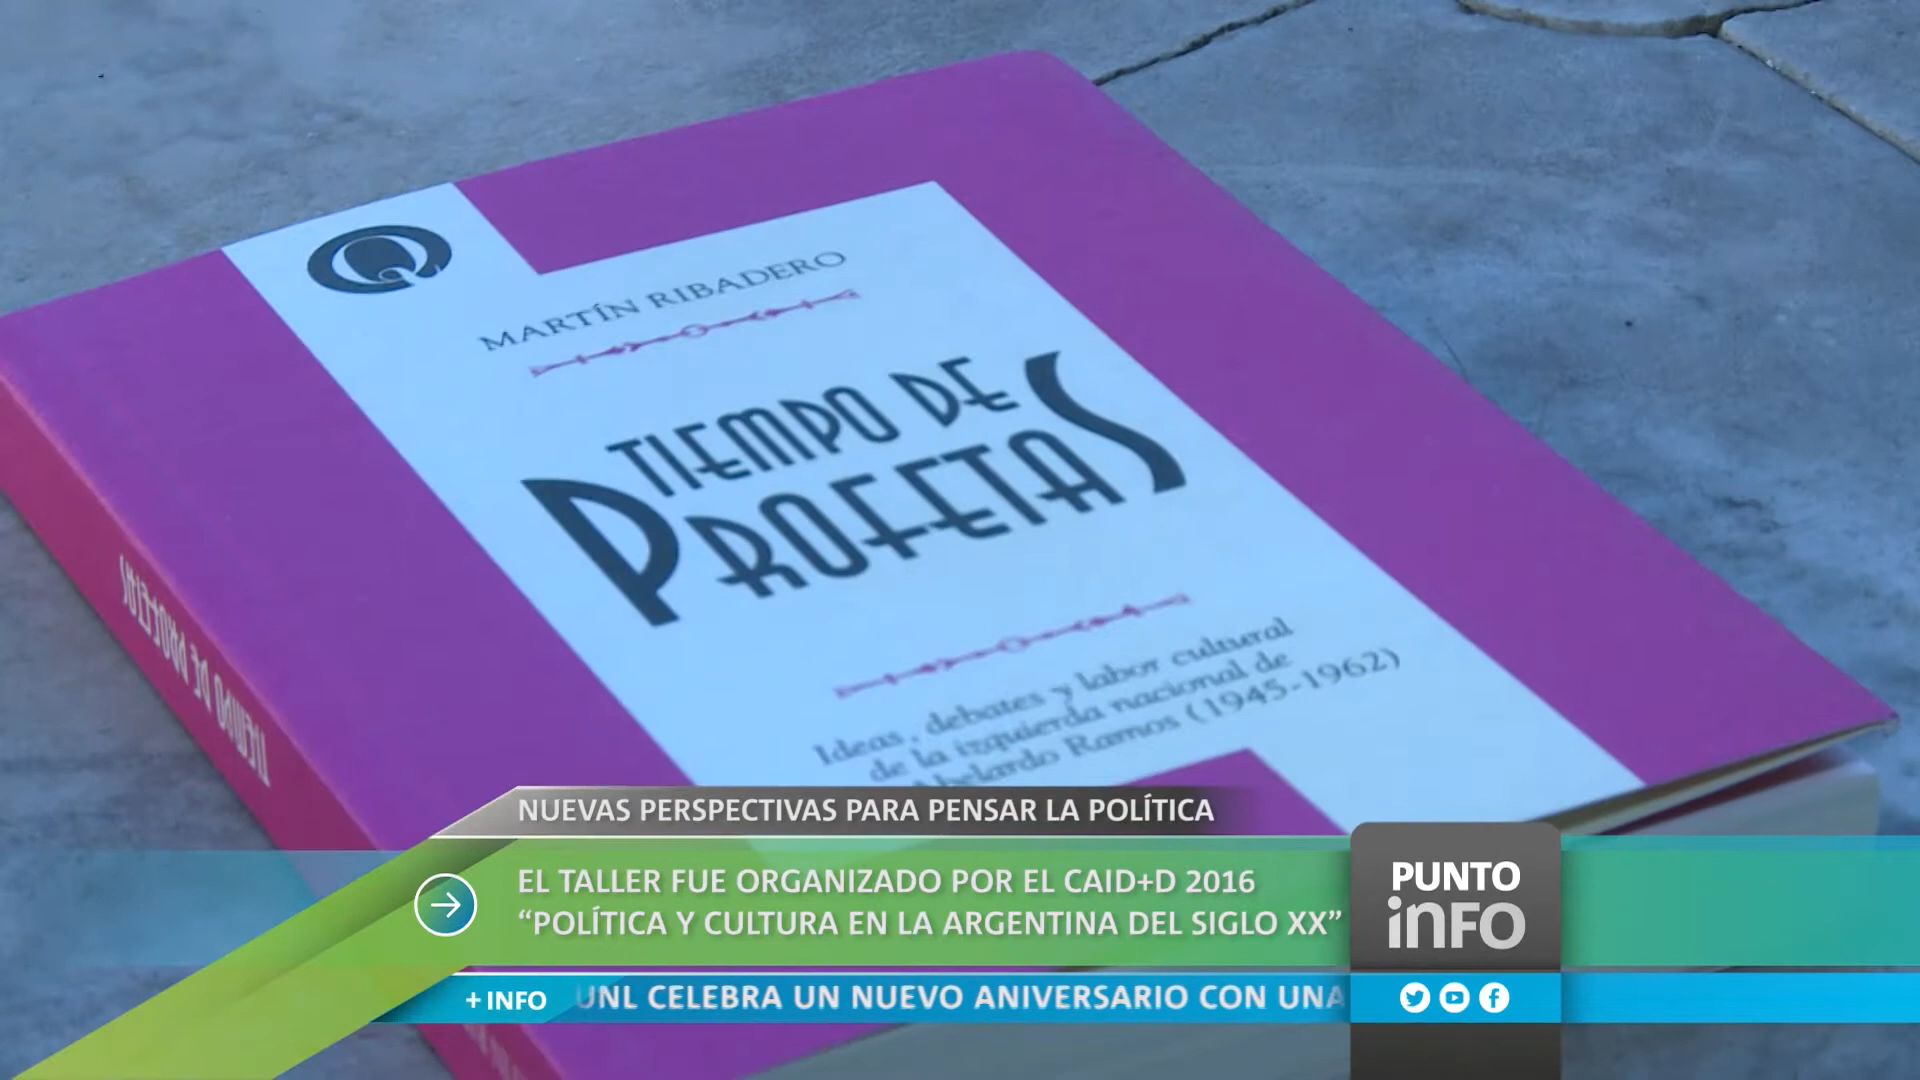 MARTÍN RIBADERO
TIEMPO DE
PROFETAS
Ideas, debates y labor cultural
de la izquierda nacional de
Abelardo Ramos (1945-1962)
TIEMPO DE PROFETAS
NUEVAS PERSPECTIVAS PARA PENSAR LA POLÍTICA
EL TALLER FUE ORGANIZADO POR EL CAID+D 2016
“POLÍTICA Y CULTURA EN LA ARGENTINA DEL SIGLO XX”
PUNTO
iNFO
+ INFO
UNL CELEBRA UN NUEVO ANIVERSARIO CON UNA